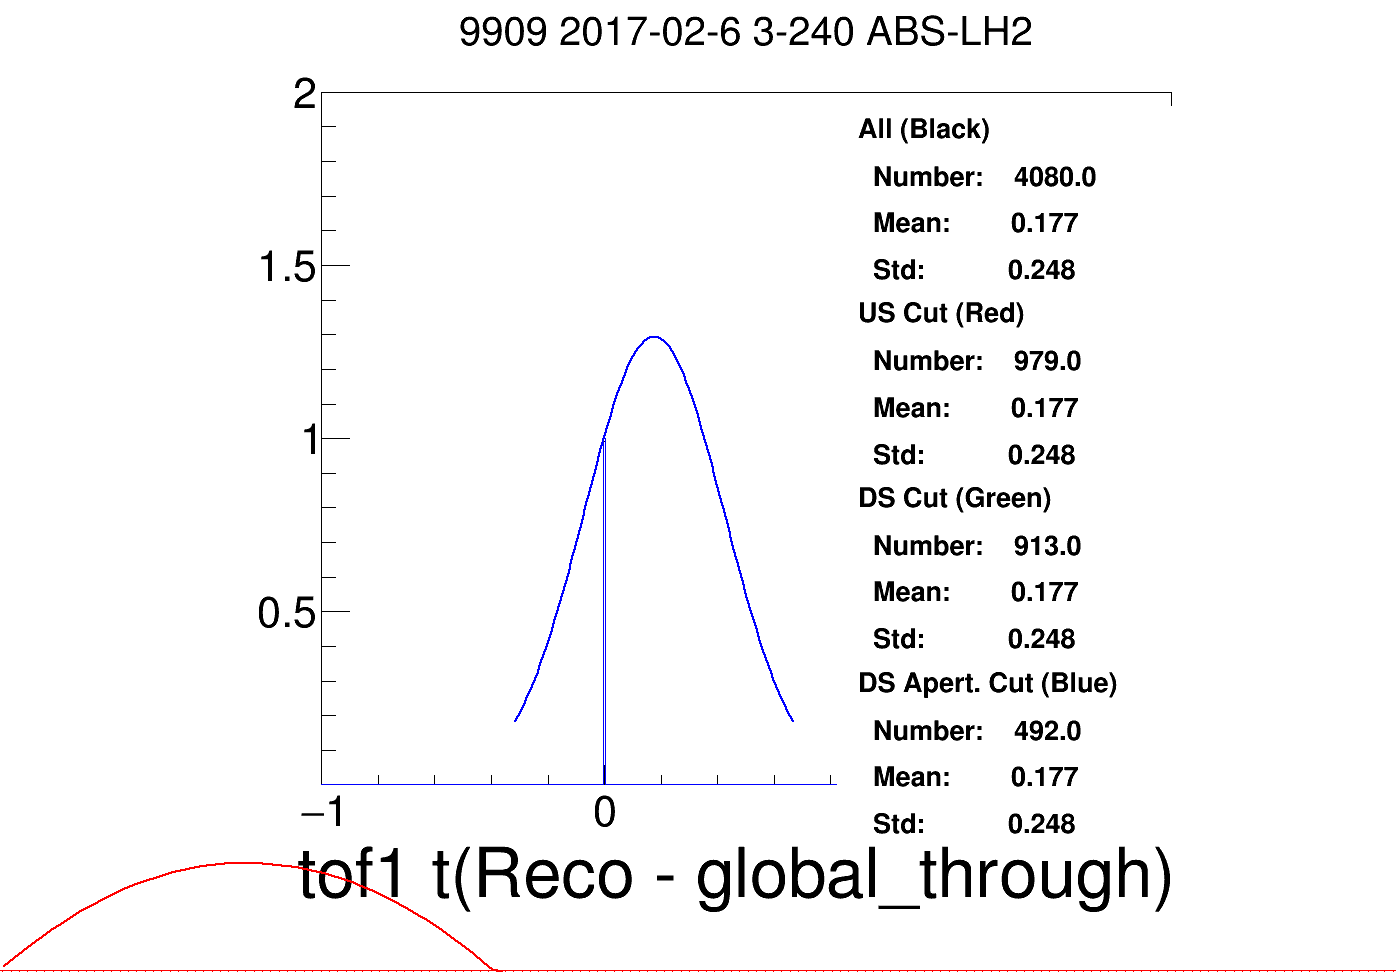 9909 2017-02-6 3-240 ABS-LH2
2
1.5
1
0.5
−1
0
All (Black)
Number: 4080.0
Mean: 0.177
Std: 0.248
US Cut (Red)
Number: 979.0
Mean: 0.177
Std: 0.248
DS Cut (Green)
Number: 913.0
Mean: 0.177
Std: 0.248
DS Apert. Cut (Blue)
Number: 492.0
Mean: 0.177
Std: 0.248
tof1 t(Reco - global_through)